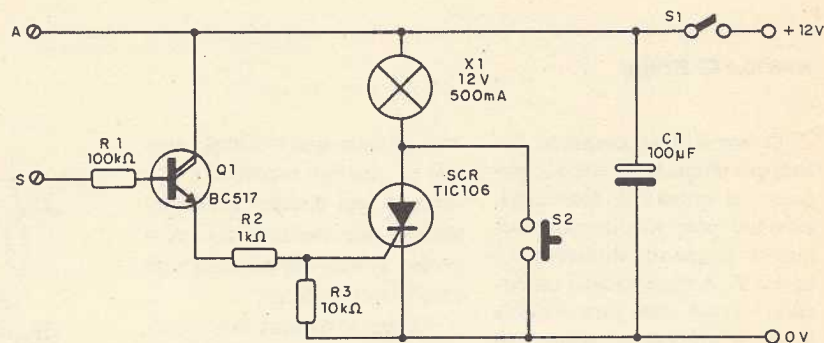 A
S1
+12V
X1
12V
500mA
R1
100kΩ
S
Q1
BC517
SCR
TIC106
C1
100µF
S2
R2
1kΩ
R3
10kΩ
0V